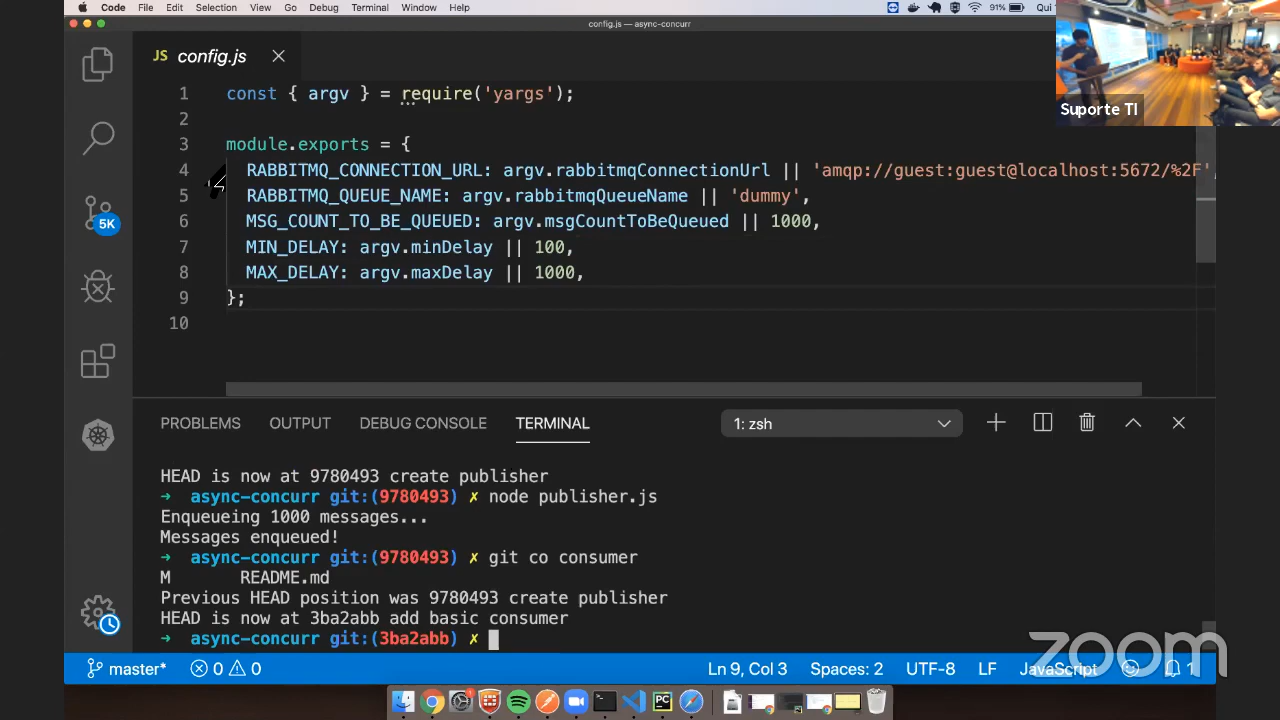 Code File Edit Selection View Go Debug Terminal Window Help 91% Qui
config.js — async-concurr
JS config.js
1 const { argv } = require('yargs');
2
3 module.exports = {
4 RABBITMQ_CONNECTION_URL: argv.rabbitmqConnectionUrl || 'amqp://guest:guest@localhost:5672/%2F',
5 RABBITMQ_QUEUE_NAME: argv.rabbitmqQueueName || 'dummy',
6 MSG_COUNT_TO_BE_QUEUED: argv.msgCountToBeQueued || 1000,
7 MIN_DELAY: argv.minDelay || 100,
8 MAX_DELAY: argv.maxDelay || 1000,
9 };
10
Suporte TI
5K
PROBLEMS OUTPUT DEBUG CONSOLE TERMINAL 1: zsh
HEAD is now at 9780493 create publisher
➜ async-concurr git:(9780493) ✗ node publisher.js
Enqueueing 1000 messages...
Messages enqueued!
➜ async-concurr git:(9780493) ✗ git co consumer
M README.md
Previous HEAD position was 9780493 create publisher
HEAD is now at 3ba2abb add basic consumer
➜ async-concurr git:(3ba2abb) ✗
zoom
master* 0 0 Ln 9, Col 3 Spaces: 2 UTF-8 LF JavaScript 1
PC